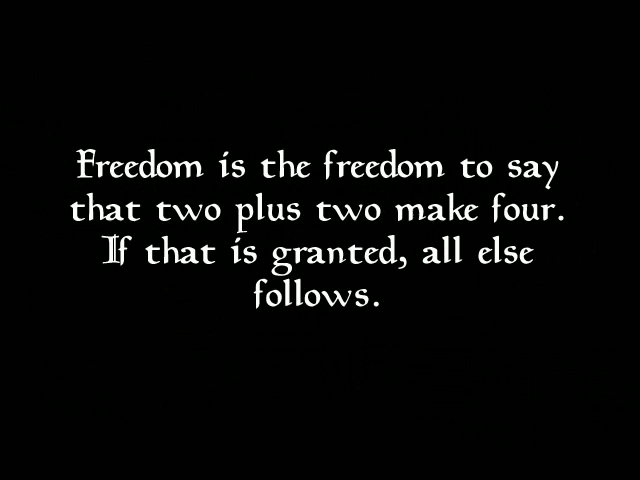 Freedom is the freedom to say
that two plus two make four.
If that is granted, all else
follows.